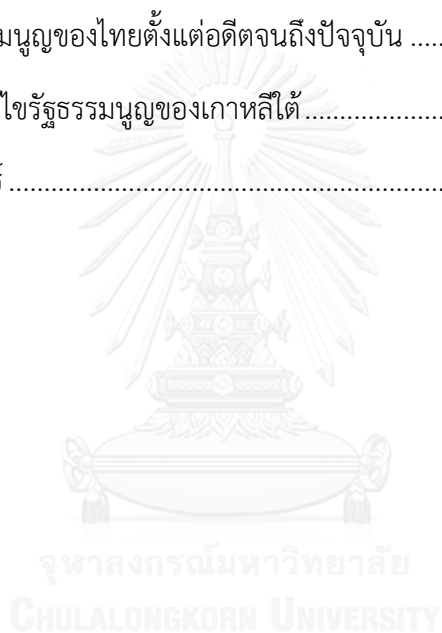 มนูญของไทยตั้งแต่อดีตจนถึงปัจจุบัน .....
ไขรัฐธรรมนูญของเกาหลีใต้ .....................
................................................................
จุฬาลงกรณ์มหาวิทยาลัย
CHULALONGKORN UNIVERSITY